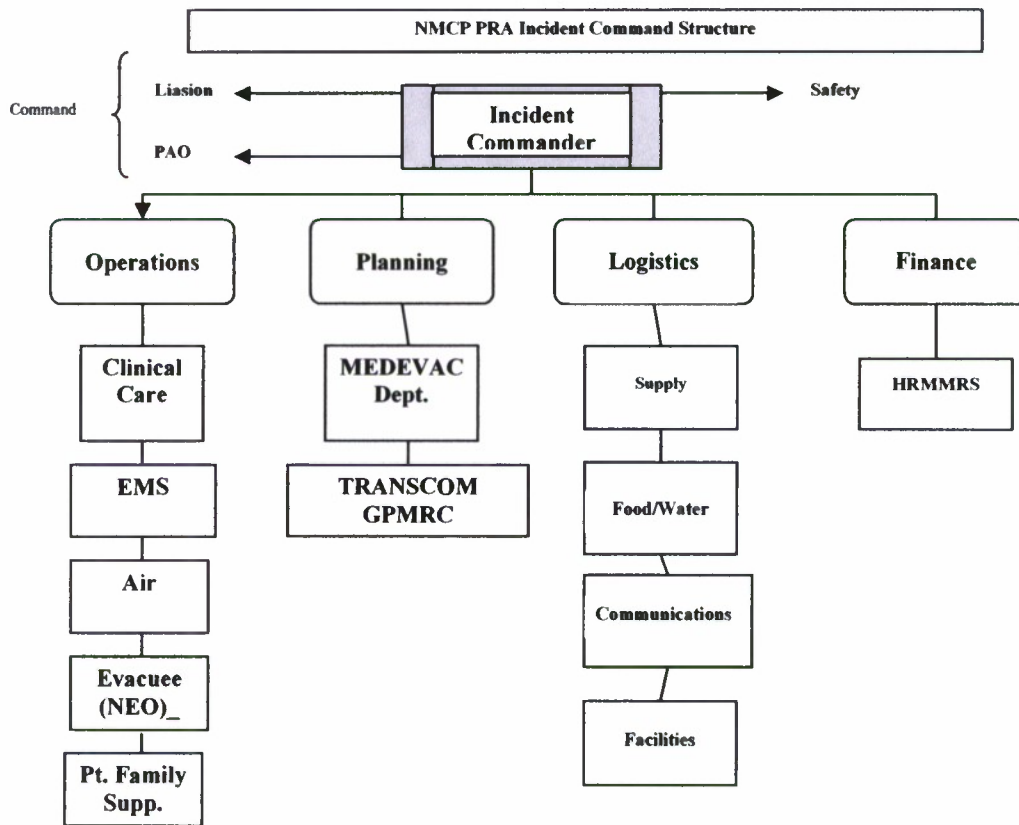 NMCP PRA Incident Command Structure
Command
Liasion
Safety
Incident
Commander
PAO
Operations
Planning
Logistics
Finance
Clinical
Care
MEDEVAC
Dept.
Supply
HRMMRS
EMS
TRANSCOM
GPMRC
Food/Water
Air
Communications
Evacuee
(NEO)_
Facilities
Pt. Family
Supp.